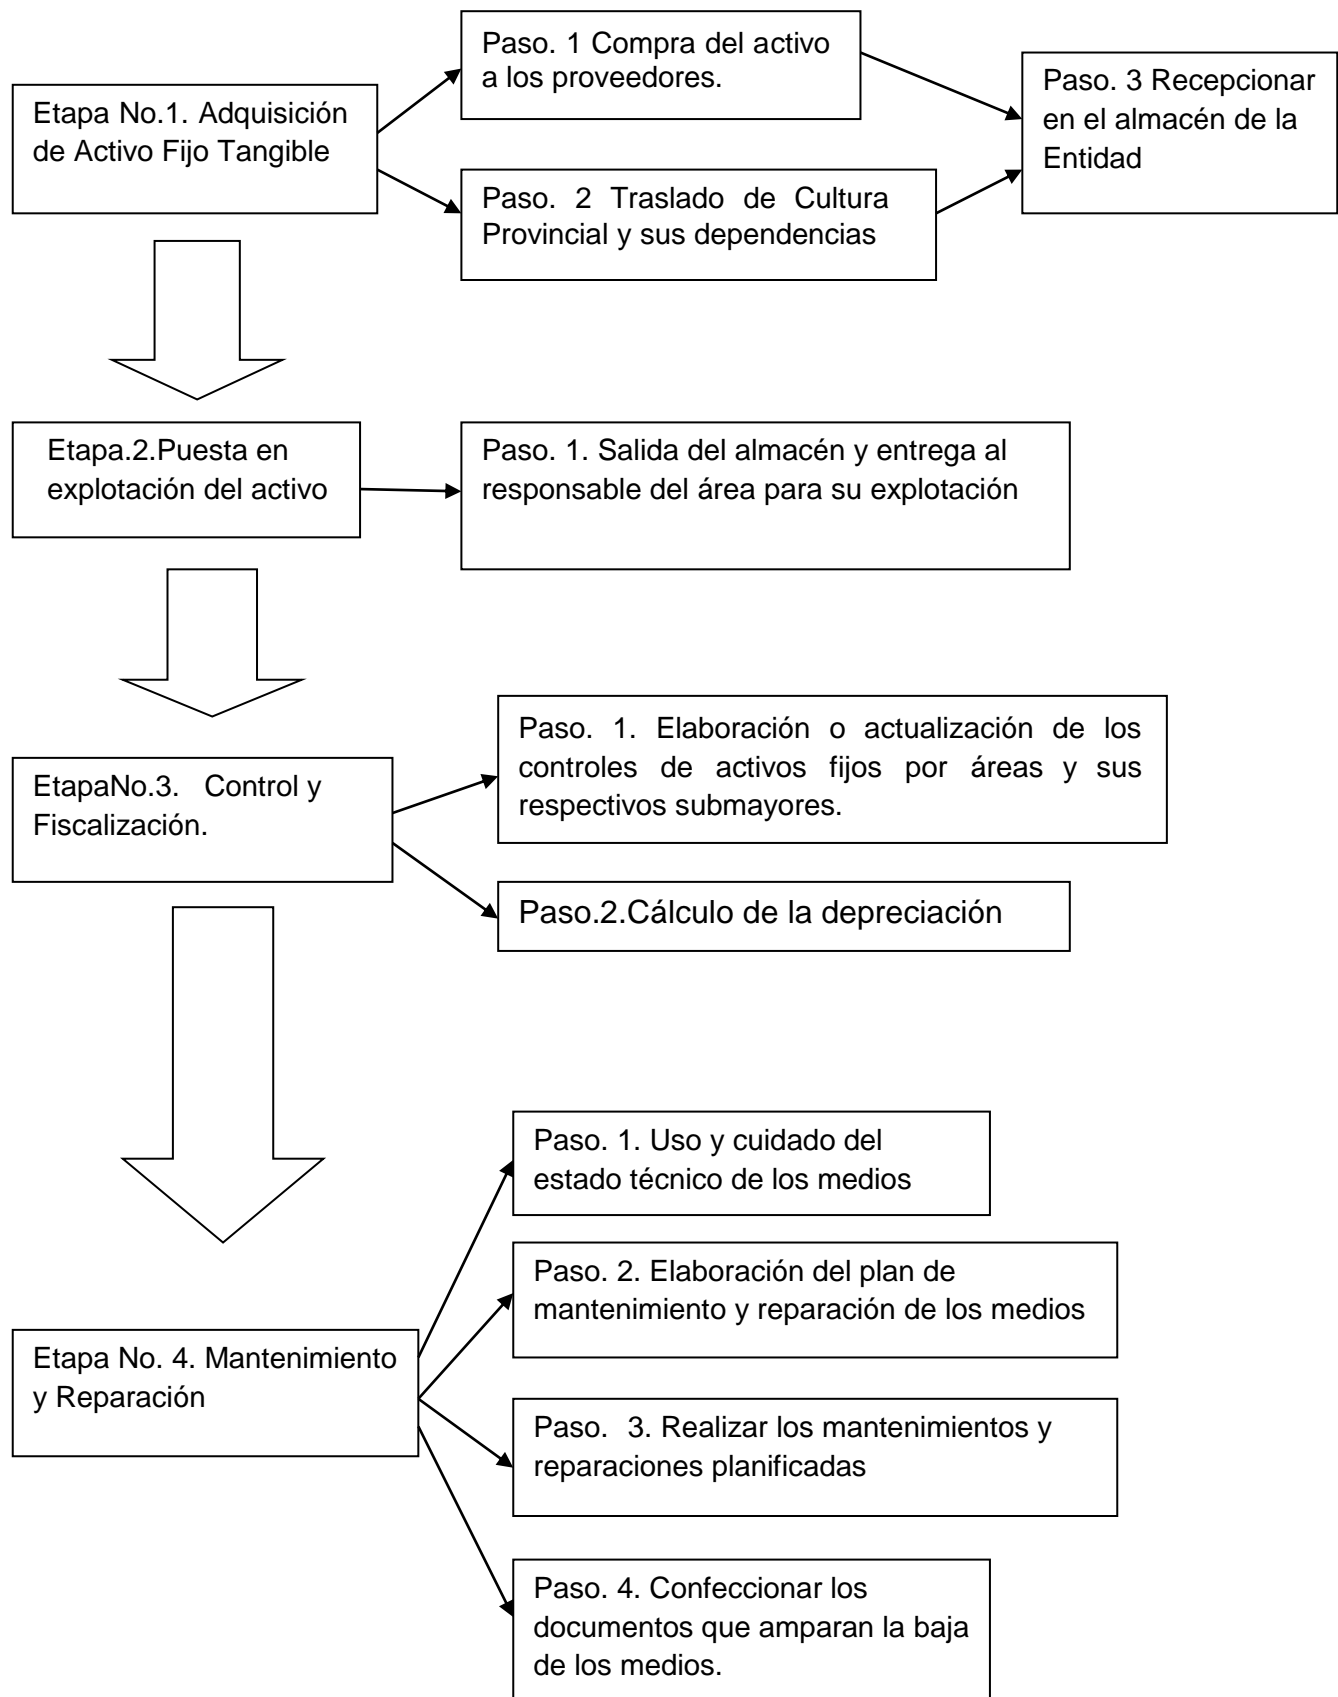 Etapa No.1. Adquisición
de Activo Fijo Tangible
Paso. 1 Compra del activo
a los proveedores.
Paso. 2 Traslado de Cultura
Provincial y sus dependencias
Paso. 3 Recepcionar
en el almacén de la
Entidad
Etapa.2.Puesta en
explotación del activo
Paso. 1. Salida del almacén y entrega al
responsable del área para su explotación
EtapaNo.3. Control y
Fiscalización.
Paso. 1. Elaboración o actualización de los
controles de activos fijos por áreas y sus
respectivos submayores.
Paso.2.Cálculo de la depreciación
Etapa No. 4. Mantenimiento
y Reparación
Paso. 1. Uso y cuidado del
estado técnico de los medios
Paso. 2. Elaboración del plan de
mantenimiento y reparación de los medios
Paso. 3. Realizar los mantenimientos y
reparaciones planificadas
Paso. 4. Confeccionar los
documentos que amparan la baja
de los medios.